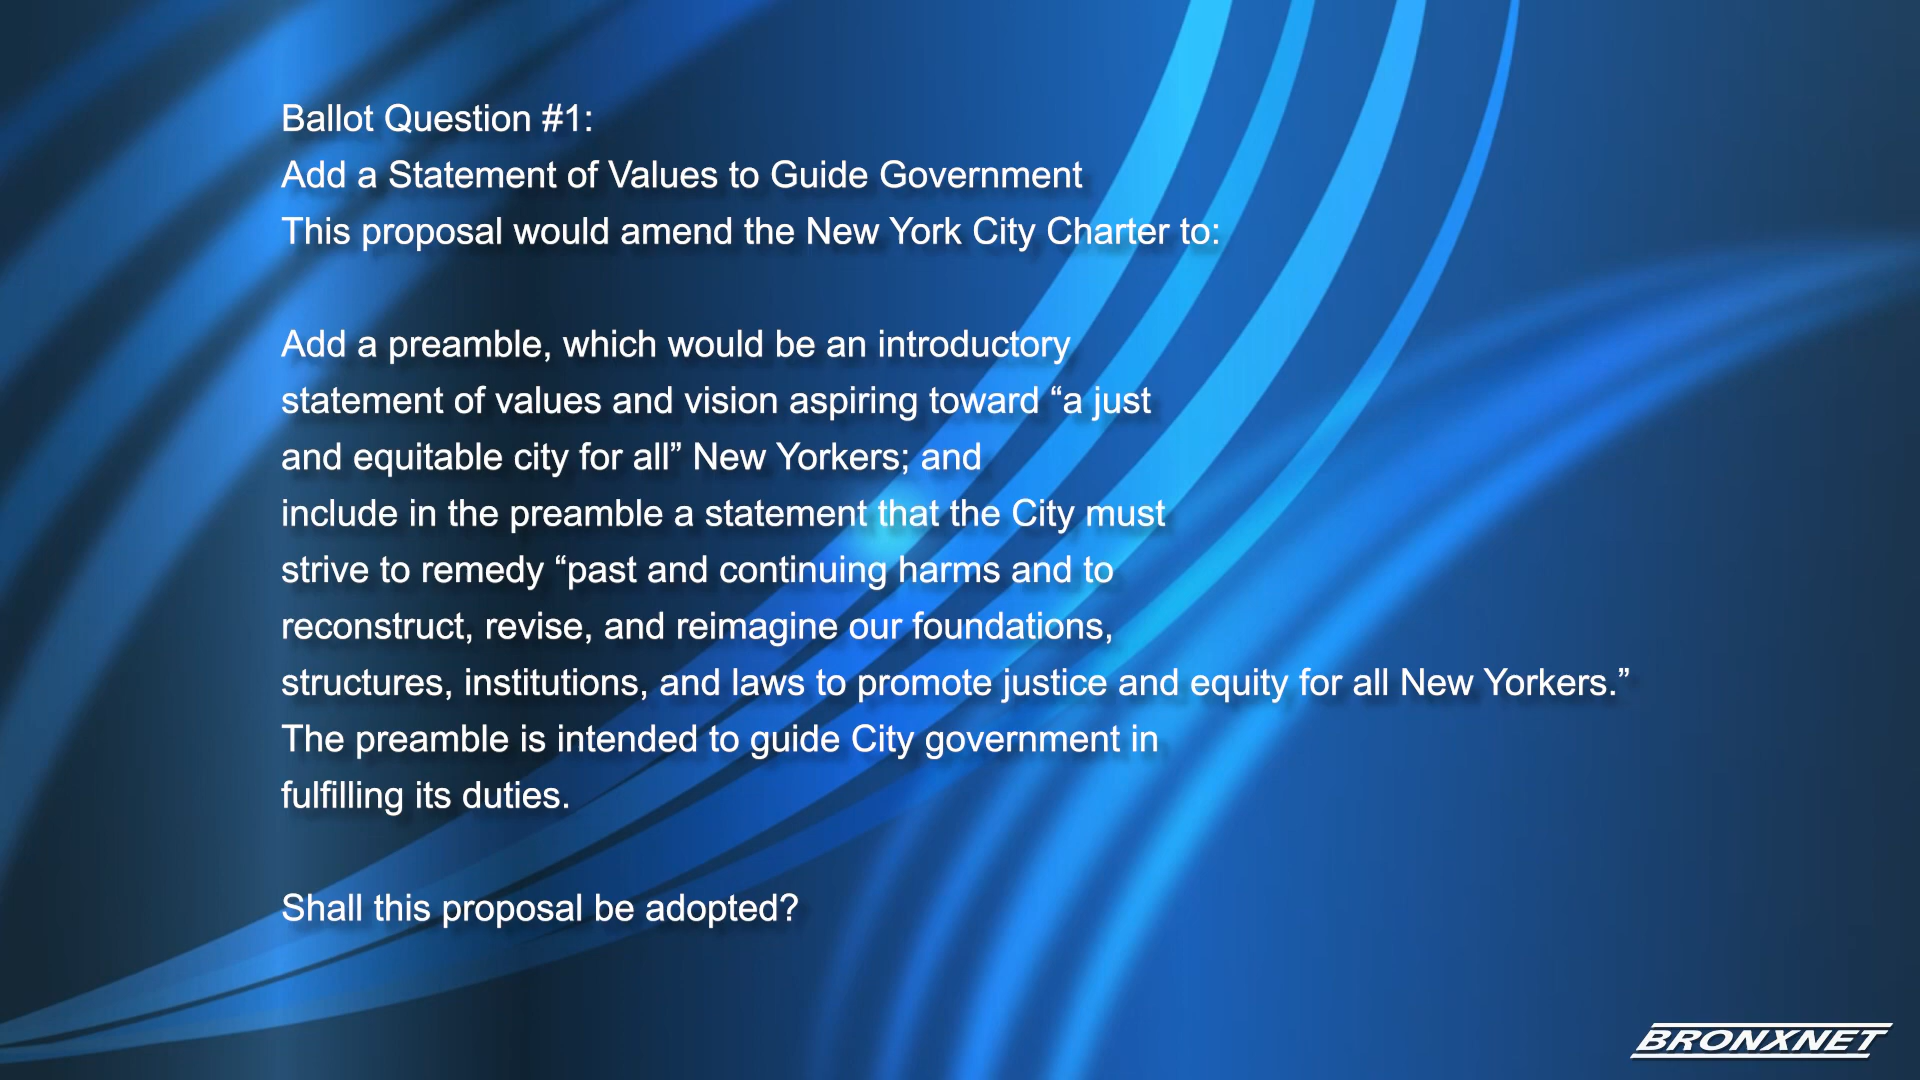 Ballot Question #1:
Add a Statement of Values to Guide Government
This proposal would amend the New York City Charter to:
Add a preamble, which would be an introductory
statement of values and vision aspiring toward “a just
and equitable city for all” New Yorkers; and
include in the preamble a statement that the City must
strive to remedy “past and continuing harms and to
reconstruct, revise, and reimagine our foundations,
structures, institutions, and laws to promote justice and equity for all New Yorkers.”
The preamble is intended to guide City government in
fulfilling its duties.
Shall this proposal be adopted?
BRONXNET